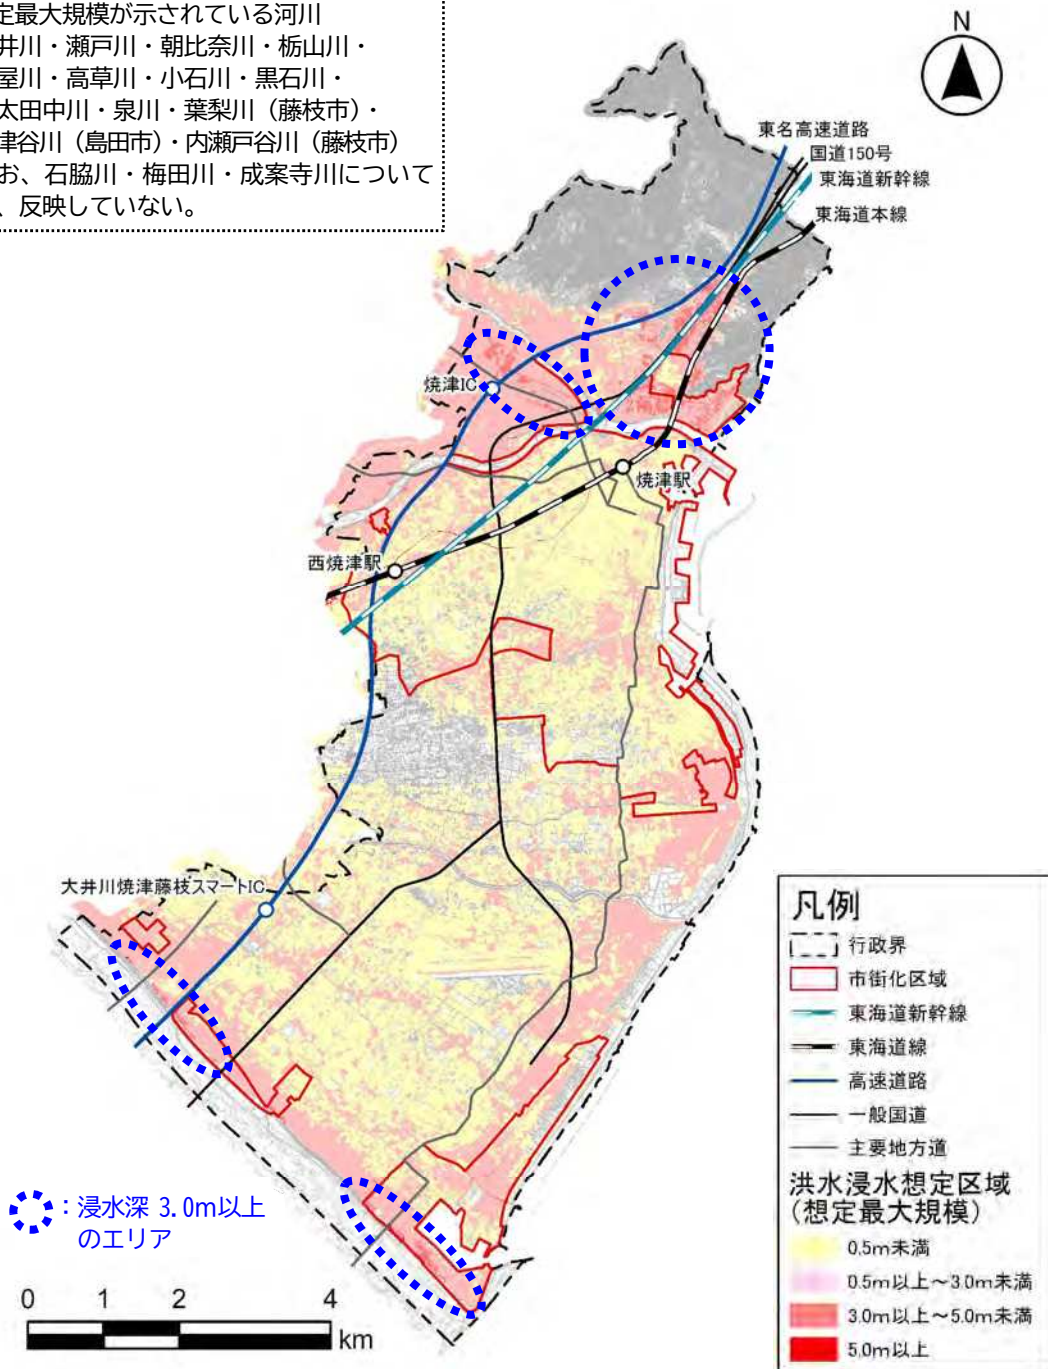 定最大規模が示されている河川
井川・瀬戸川・朝比奈川・栃山川・
屋川・高草川・小石川・黒石川・
太田中川・泉川・葉梨川（藤枝市）・
津谷川（島田市）・内瀬戸谷川（藤枝市）
お、石脇川・梅田川・成案寺川について
、反映していない。
N
東名高速道路
国道150号
東海道新幹線
東海道本線
焼津IC
焼津駅
西焼津駅
大井川焼津藤枝スマートIC
：浸水深 3.0m以上
のエリア
0 1 2 4
km
凡例
行政界
市街化区域
東海道新幹線
東海道線
高速道路
一般国道
主要地方道
洪水浸水想定区域
（想定最大規模）
0.5m未満
0.5m以上～3.0m未満
3.0m以上～5.0m未満
5.0m以上